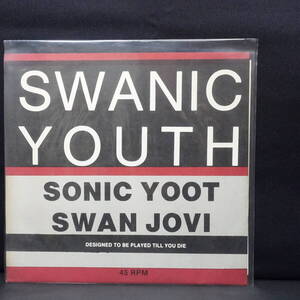 SWANIC
YOUTH
SONIC YOOT
SWAN JOVI
DESIGNED TO BE PLAYED TILL YOU DIE
45 RPM